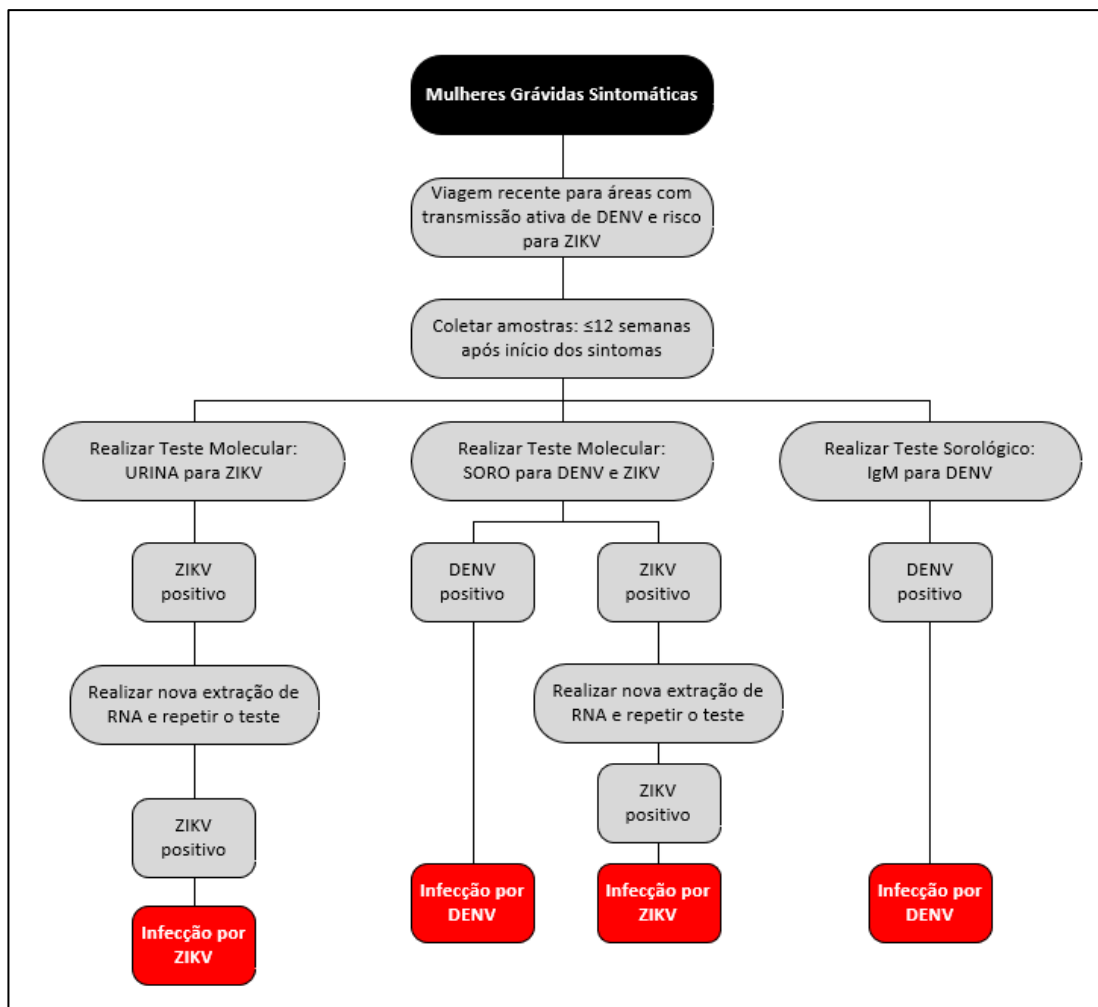 Mulheres Grávidas Sintomáticas
Viagem recente para áreas com
transmissão ativa de DENV e risco
para ZIKV
Coletar amostras: ≤12 semanas
após início dos sintomas
Realizar Teste Molecular:
URINA para ZIKV
Realizar Teste Molecular:
SORO para DENV e ZIKV
Realizar Teste Sorológico:
IgM para DENV
ZIKV
positivo
DENV
positivo
ZIKV
positivo
DENV
positivo
Realizar nova extração de
RNA e repetir o teste
Realizar nova extração de
RNA e repetir o teste
ZIKV
positivo
ZIKV
positivo
Infecção por
ZIKV
Infecção por
DENV
Infecção por
ZIKV
Infecção por
DENV